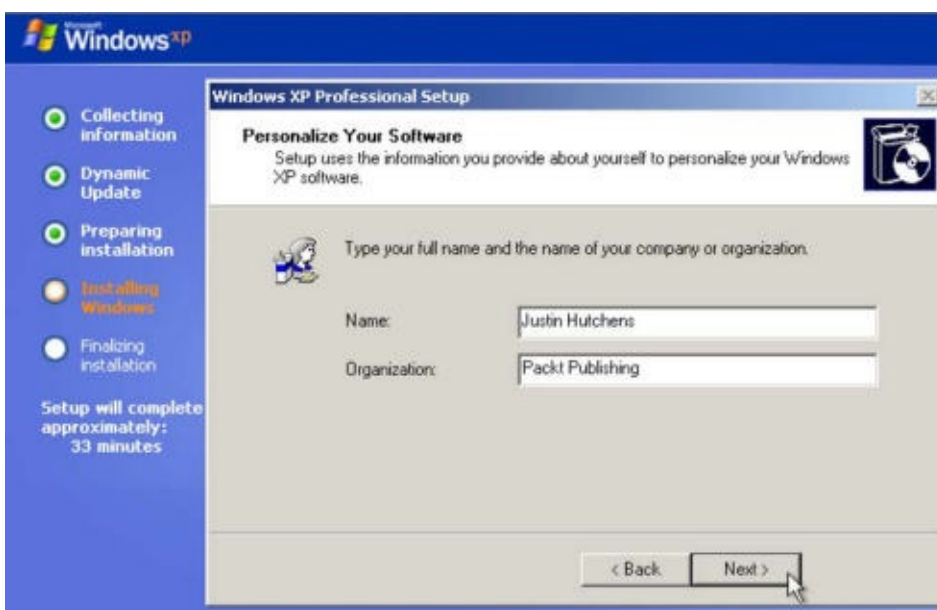 Microsoft
Windows xp
Collecting
information
Dynamic
Update
Preparing
installation
Installing
Windows
Finalizing
installation
Setup will complete
approximately:
33 minutes
Windows XP Professional Setup
Personalize Your Software
Setup uses the information you provide about yourself to personalize your Windows
XP software.
Type your full name and the name of your company or organization.
Name: Justin Hutchens
Organization: Packt Publishing
< Back Next >